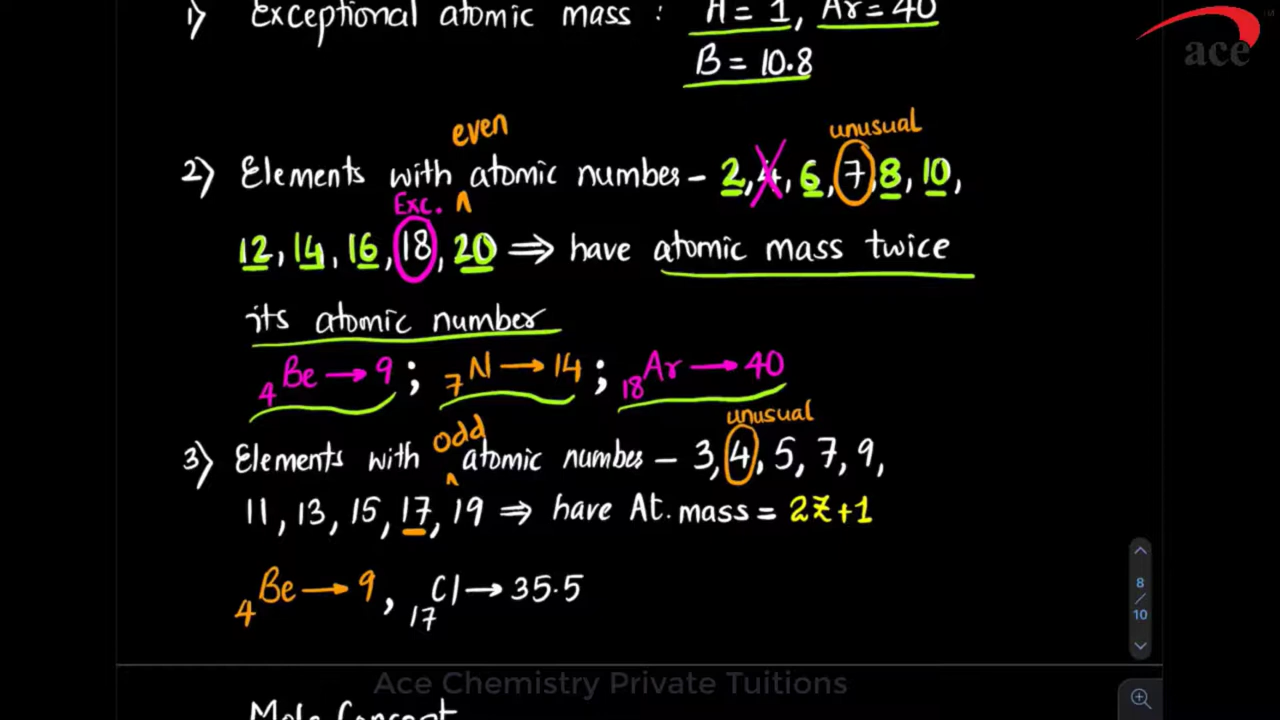 1) Exceptional atomic mass : H = 1, Ar = 40
B = 10.8
ace
even
unusual
2) Elements with ∧ atomic number - 2, 4, 6, 7, 8, 10,
Exc.
12, 14, 16, 18, 20 ⇒ have atomic mass twice
its atomic number
₄Be → 9 ; ₇N → 14 ; ₁₈Ar → 40
odd
unusual
3) Elements with ∧ atomic number - 3, 4, 5, 7, 9,
11, 13, 15, 17, 19 ⇒ have At. mass = 2Z+1
₄Be → 9, ₁₇Cl → 35.5
8
/
10
Ace Chemistry Private Tuitions
Mole Concept